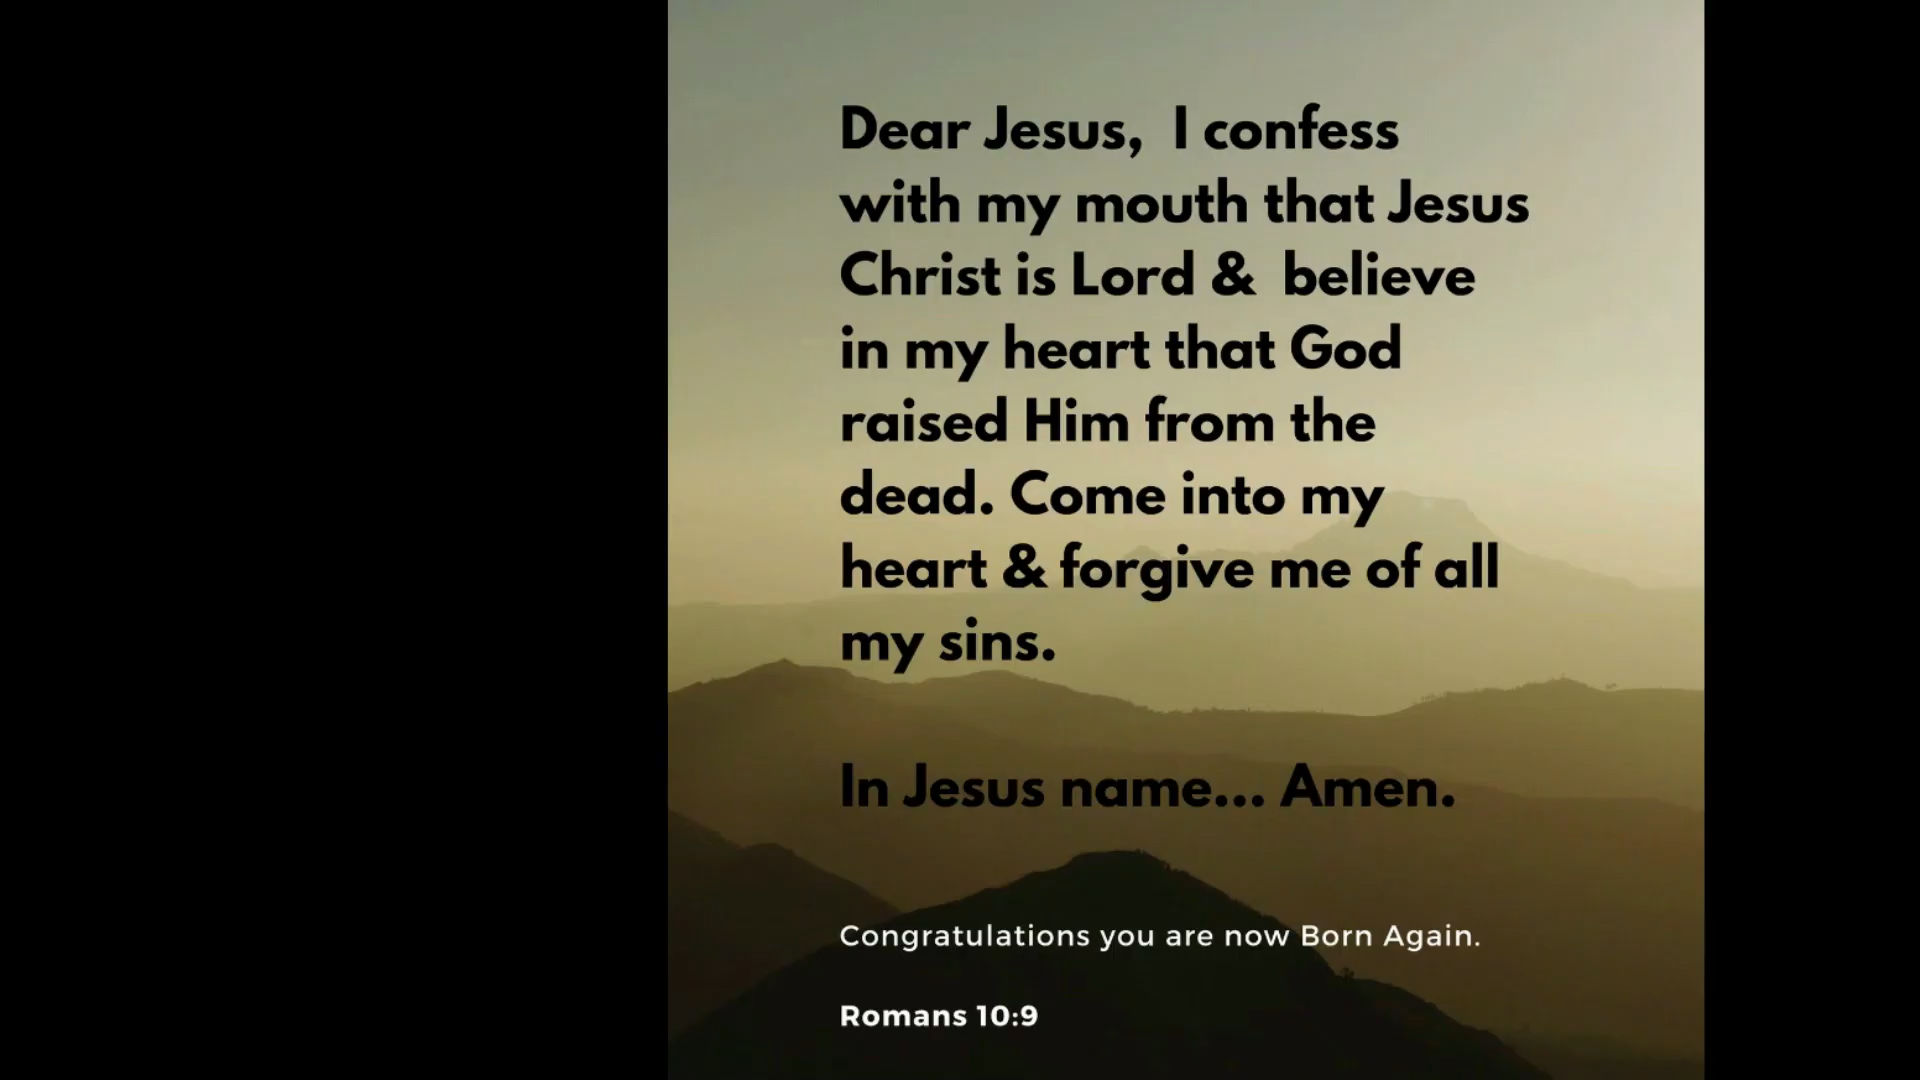 Dear Jesus,  I confess
with my mouth that Jesus
Christ is Lord &  believe
in my heart that God
raised Him from the
dead. Come into my
heart & forgive me of all
my sins.
In Jesus name... Amen.
Congratulations you are now Born Again.
Romans 10:9